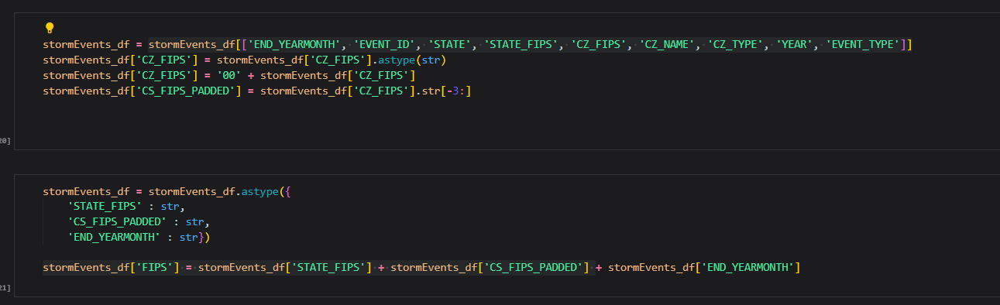 stormEvents_df = stormEvents_df[['END_YEARMONTH', 'EVENT_ID', 'STATE', 'STATE_FIPS', 'CZ_FIPS', 'CZ_NAME', 'CZ_TYPE', 'YEAR', 'EVENT_TYPE']]
stormEvents_df['CZ_FIPS'] = stormEvents_df['CZ_FIPS'].astype(str)
stormEvents_df['CZ_FIPS'] = '00' + stormEvents_df['CZ_FIPS']
stormEvents_df['CS_FIPS_PADDED'] = stormEvents_df['CZ_FIPS'].str[-3:]
20]
stormEvents_df = stormEvents_df.astype({
    'STATE_FIPS' : str,
    'CS_FIPS_PADDED' : str,
    'END_YEARMONTH' : str})
stormEvents_df['FIPS'] = stormEvents_df['STATE_FIPS'] + stormEvents_df['CS_FIPS_PADDED'] + stormEvents_df['END_YEARMONTH']
21]